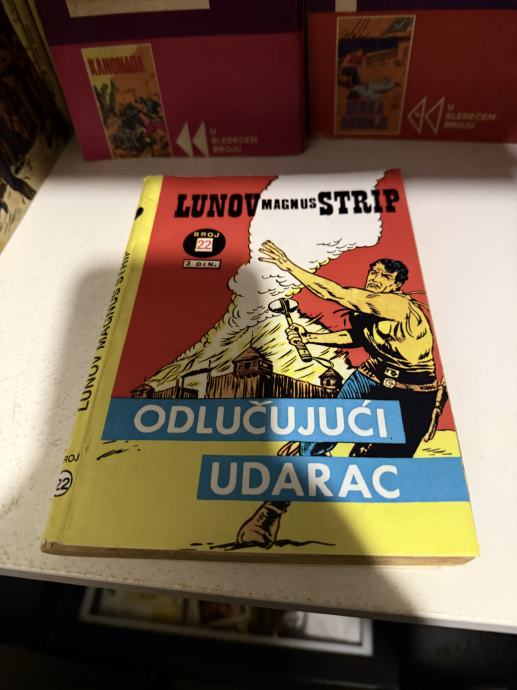 KANONADA
U
SLEDEĆEM
BROJU
U
SLEDEĆEM
BROJU
LUNOV MAGNUS STRIP
BROJ
22
3 DIN.
ODLUČUJUĆI
UDARAC
LUNOV MAGNUS STRIP
BROJ
22